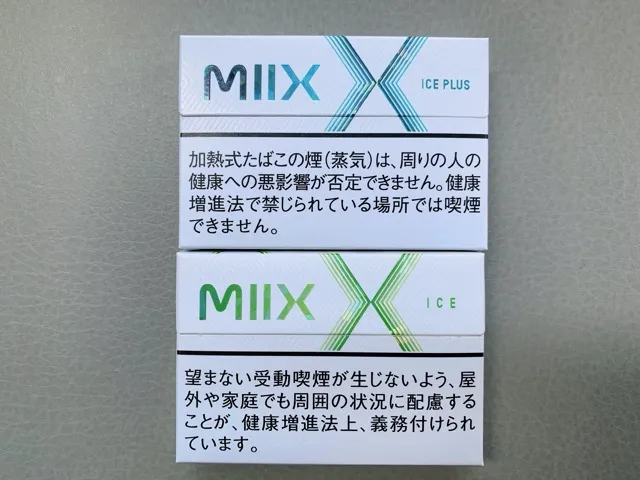 MIIX ICE PLUS
加熱式たばこの煙(蒸気)は、周りの人の
健康への悪影響が否定できません。健康
増進法で禁じられている場所では喫煙
できません。
MIIX ICE
望まない受動喫煙が生じないよう、屋
外や家庭でも周囲の状況に配慮する
ことが、健康増進法上、義務付けられ
ています。